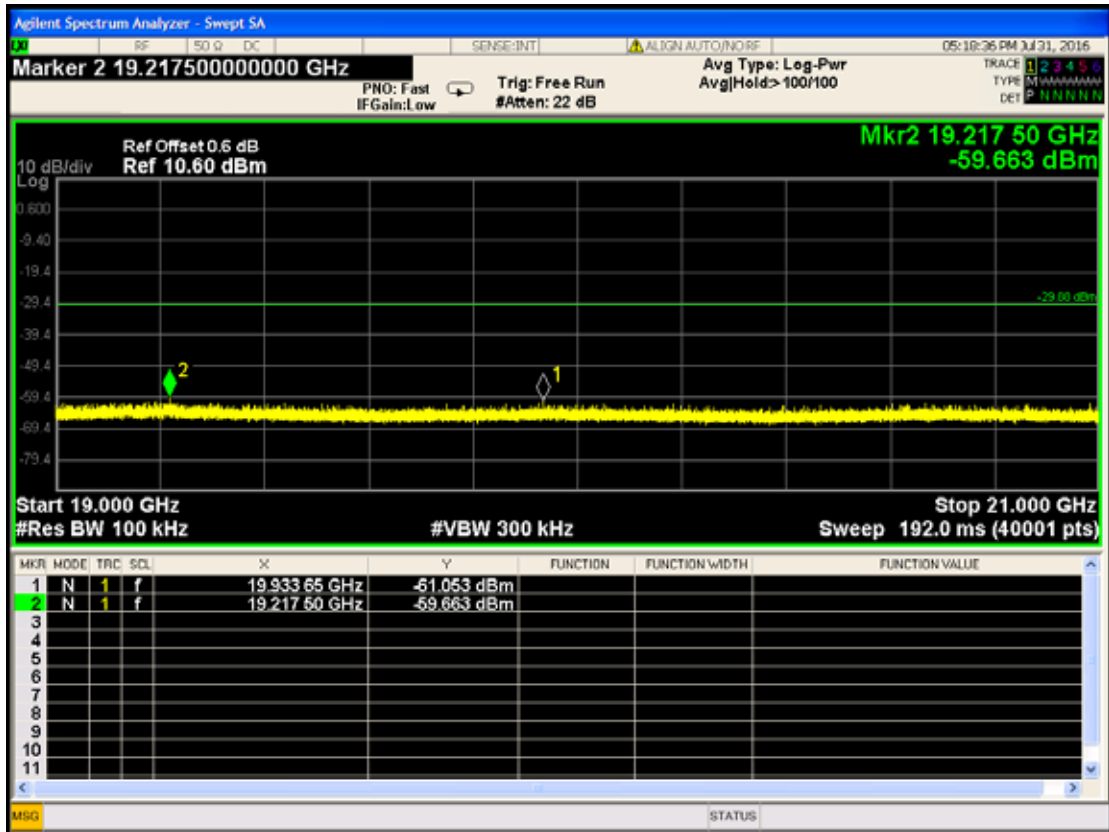 Agilent Spectrum Analyzer - Swept SA
LXI RF 50 Ω DC SENSE:INT ALIGN AUTO/NO RF 05:18:36 PM Jul 31, 2016
Marker 2 19.217500000000 GHz
PNO: Fast Trig: Free Run Avg Type: Log-Pwr TRACE 1 2 3 4 5 6
IFGain:Low #Atten: 22 dB Avg|Hold:> 100/100 TYPE M
DET P N N N N N
Mkr2 19.217 50 GHz
-59.663 dBm
Ref Offset 0.6 dB
10 dB/div Ref 10.60 dBm
Log
0.600
-9.40
-19.4
-29.4
-29.88 dBm
-39.4
-49.4
2
1
-59.4
-69.4
-79.4
Start 19.000 GHz Stop 21.000 GHz
#Res BW 100 kHz #VBW 300 kHz Sweep 192.0 ms (40001 pts)
MKR MODE TRC SCL X Y FUNCTION FUNCTION WIDTH FUNCTION VALUE
1 N 1 f 19.933 65 GHz -61.053 dBm
2 N 1 f 19.217 50 GHz -59.663 dBm
3
4
5
6
7
8
9
10
11
MSG STATUS